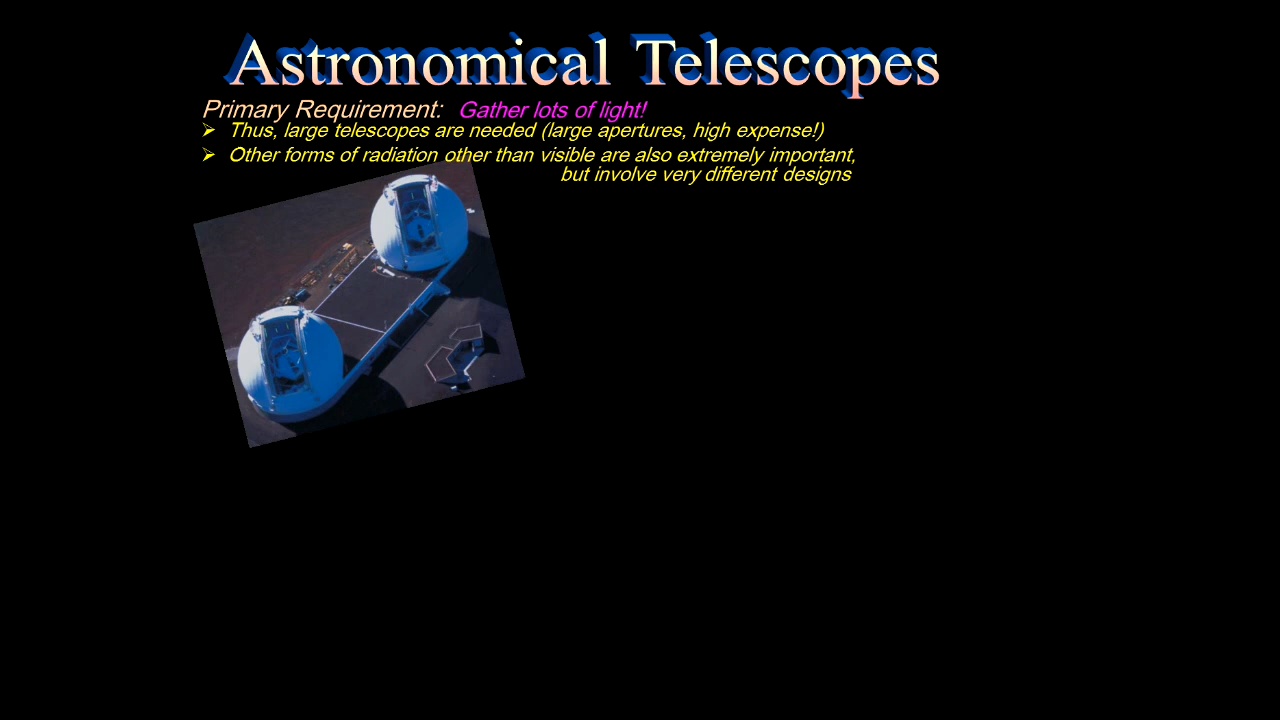 Astronomical Telescopes
Primary Requirement: Gather lots of light!
➢ Thus, large telescopes are needed (large apertures, high expense!)
➢ Other forms of radiation other than visible are also extremely important,
but involve very different designs